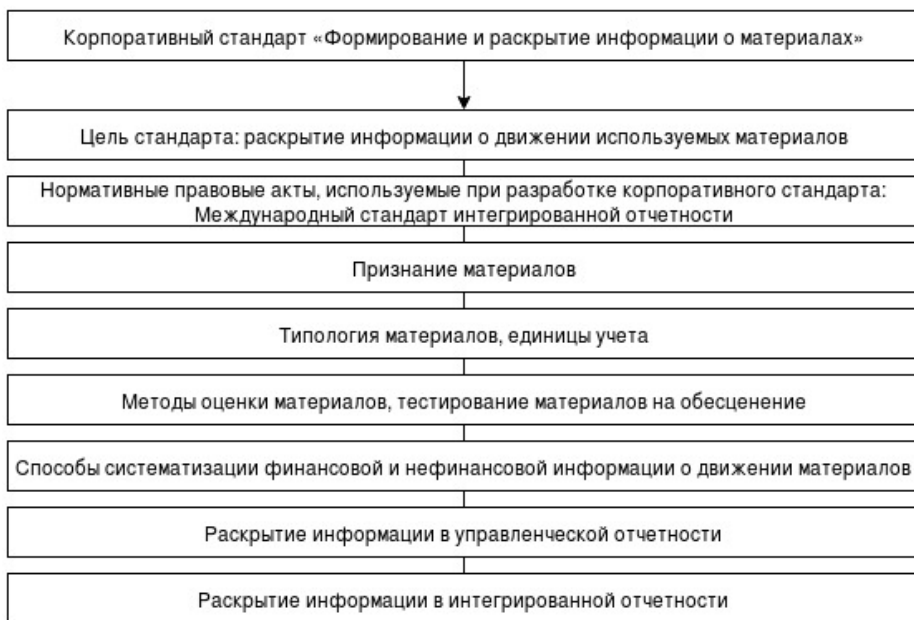 Корпоративный стандарт «Формирование и раскрытие информации о материалах»
Цель стандарта: раскрытие информации о движении используемых материалов
Нормативные правовые акты, используемые при разработке корпоративного стандарта:
Международный стандарт интегрированной отчетности
Признание материалов
Типология материалов, единицы учета
Методы оценки материалов, тестирование материалов на обесценение
Способы систематизации финансовой и нефинансовой информации о движении материалов
Раскрытие информации в управленческой отчетности
Раскрытие информации в интегрированной отчетности